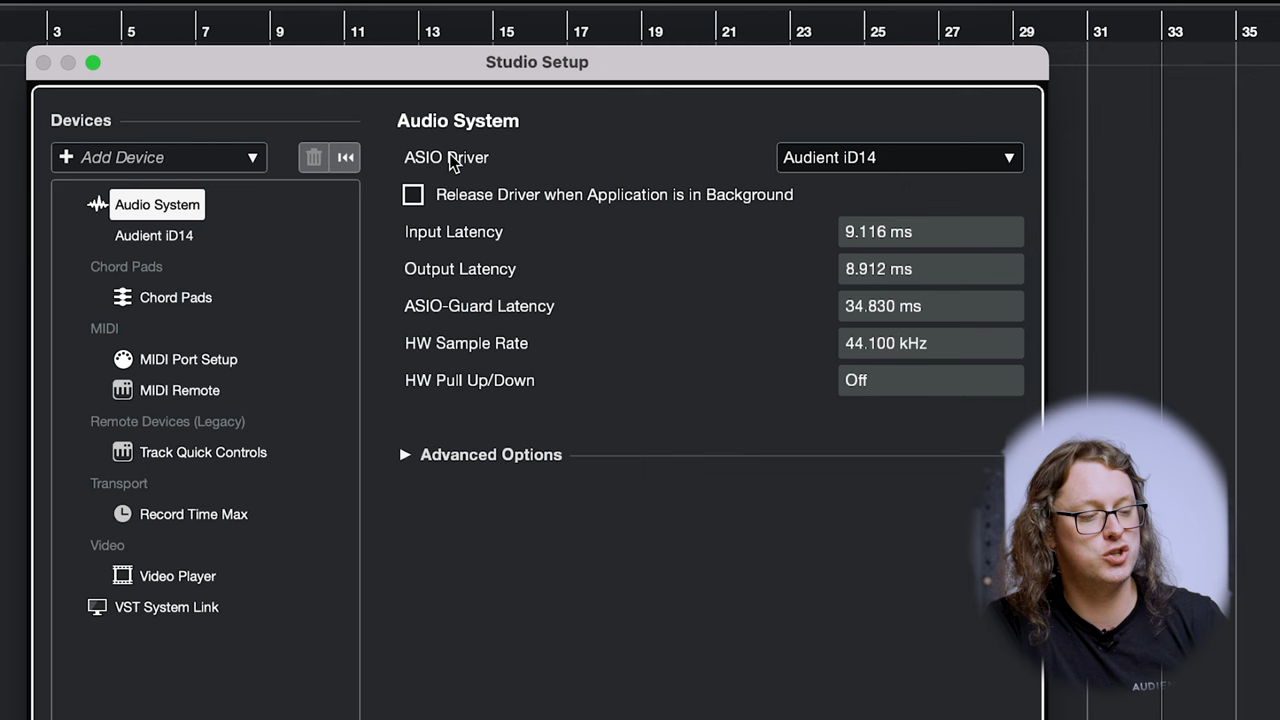 3 5 7 9 11 13 15 17 19 21 23 25 27 29 31 33 35
Studio Setup
Devices
Add Device
Audio System
Audient iD14
Chord Pads
Chord Pads
MIDI
MIDI Port Setup
MIDI Remote
Remote Devices (Legacy)
Track Quick Controls
Transport
Record Time Max
Video
Video Player
VST System Link
Audio System
ASIO Driver Audient iD14
Release Driver when Application is in Background
Input Latency 9.116 ms
Output Latency 8.912 ms
ASIO-Guard Latency 34.830 ms
HW Sample Rate 44.100 kHz
HW Pull Up/Down Off
Advanced Options